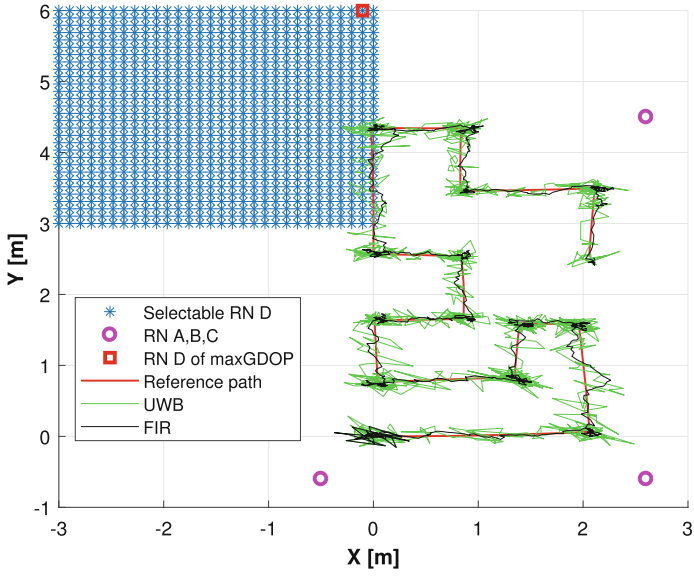 6
5
4
3
2
1
0
-1
Y [m]
Selectable RN D
RN A,B,C
RN D of maxGDOP
Reference path
UWB
FIR
-3
-2
-1
0
1
2
3
X [m]